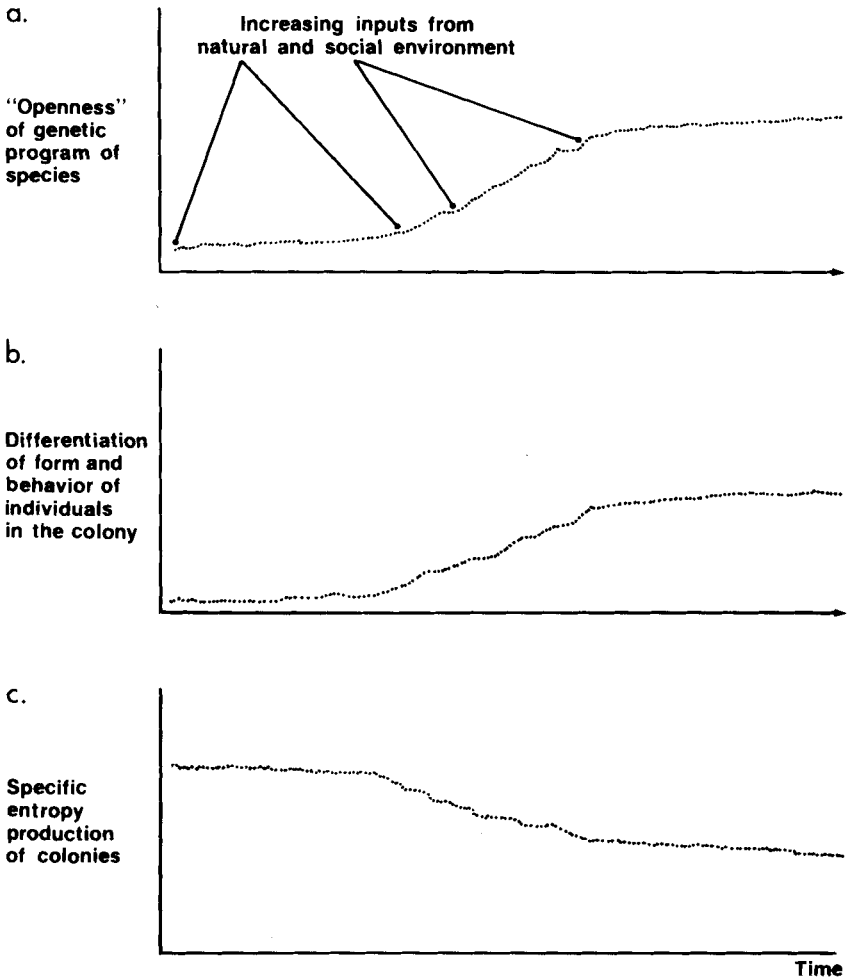 a.
Increasing inputs from
natural and social environment
"Openness"
of genetic
program of
species
b.
Differentiation
of form and
behavior of
individuals
in the colony
c.
Specific
entropy
production
of colonies
Time